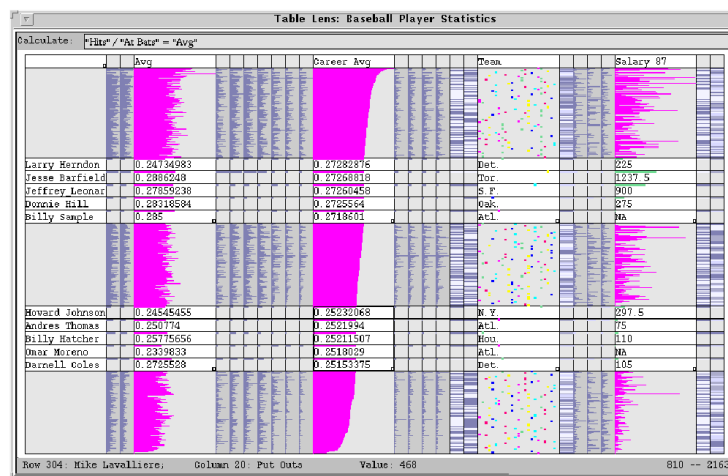 Table Lens: Baseball Player Statistics
Calculate: "Hits" / "At Bats" = "Avg"
Avg Career Avg Team Salary 87
Larry Herndon 0.24734983 0.27282876 Det. 225
Jesse Barfield 0.2886248 0.27268818 Tor. 1237.5
Jeffrey_Leonar 0.27859238 0.27260458 S.F. 900
Donnie Hill 0.28318584 0.2725564 Oak. 275
Billy Sample 0.285 0.2718601 Atl. NA
Howard Johnson 0.24545455 0.25232068 N.Y. 297.5
Andres Thomas 0.250774 0.2521994 Atl. 75
Billy Hatcher 0.25775656 0.25211507 Hou. 110
Omar Moreno 0.2339833 0.2518029 Atl. NA
Darnell Coles 0.2725528 0.25153375 Det. 105
Row 304: Mike Lavalliere; Column 20: Put Outs Value: 468 810 -- 2163